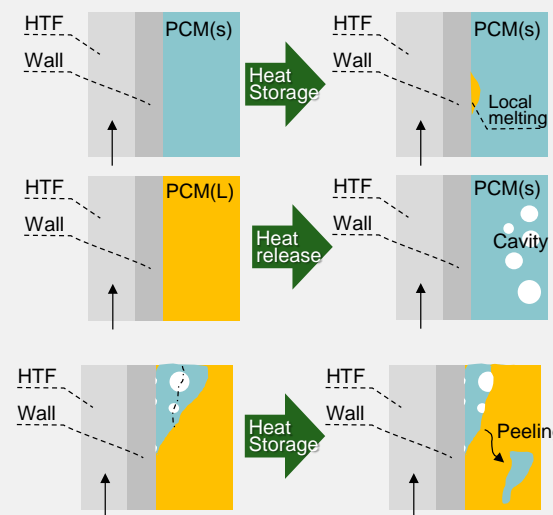 HTF
PCM(s)
Wall
Heat
Storage
HTF
PCM(s)
Wall
Local
melting
HTF
PCM(L)
Wall
Heat
release
HTF
PCM(s)
Wall
Cavity
HTF
Wall
Heat
Storage
HTF
Wall
Peelin